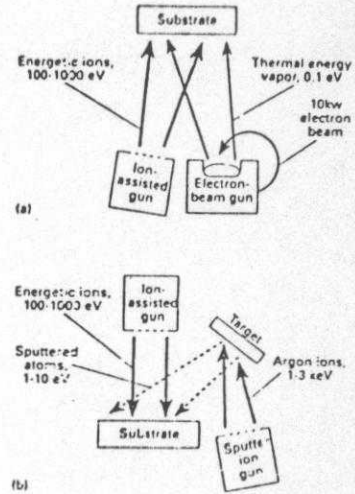 Substrate
Energetic ions,
100-1000 eV
Thermal energy
vapor, 0.1 eV
10kw
electron
beam
Ion-
assisted
gun
Electron-
beam gun
(a)
Energetic ions,
100-1000 eV
Ion-
assisted
gun
Target
Sputtered
atoms,
1-10 eV
Argon ions,
1-3 keV
Substrate
Sputter
ion
gun
(b)